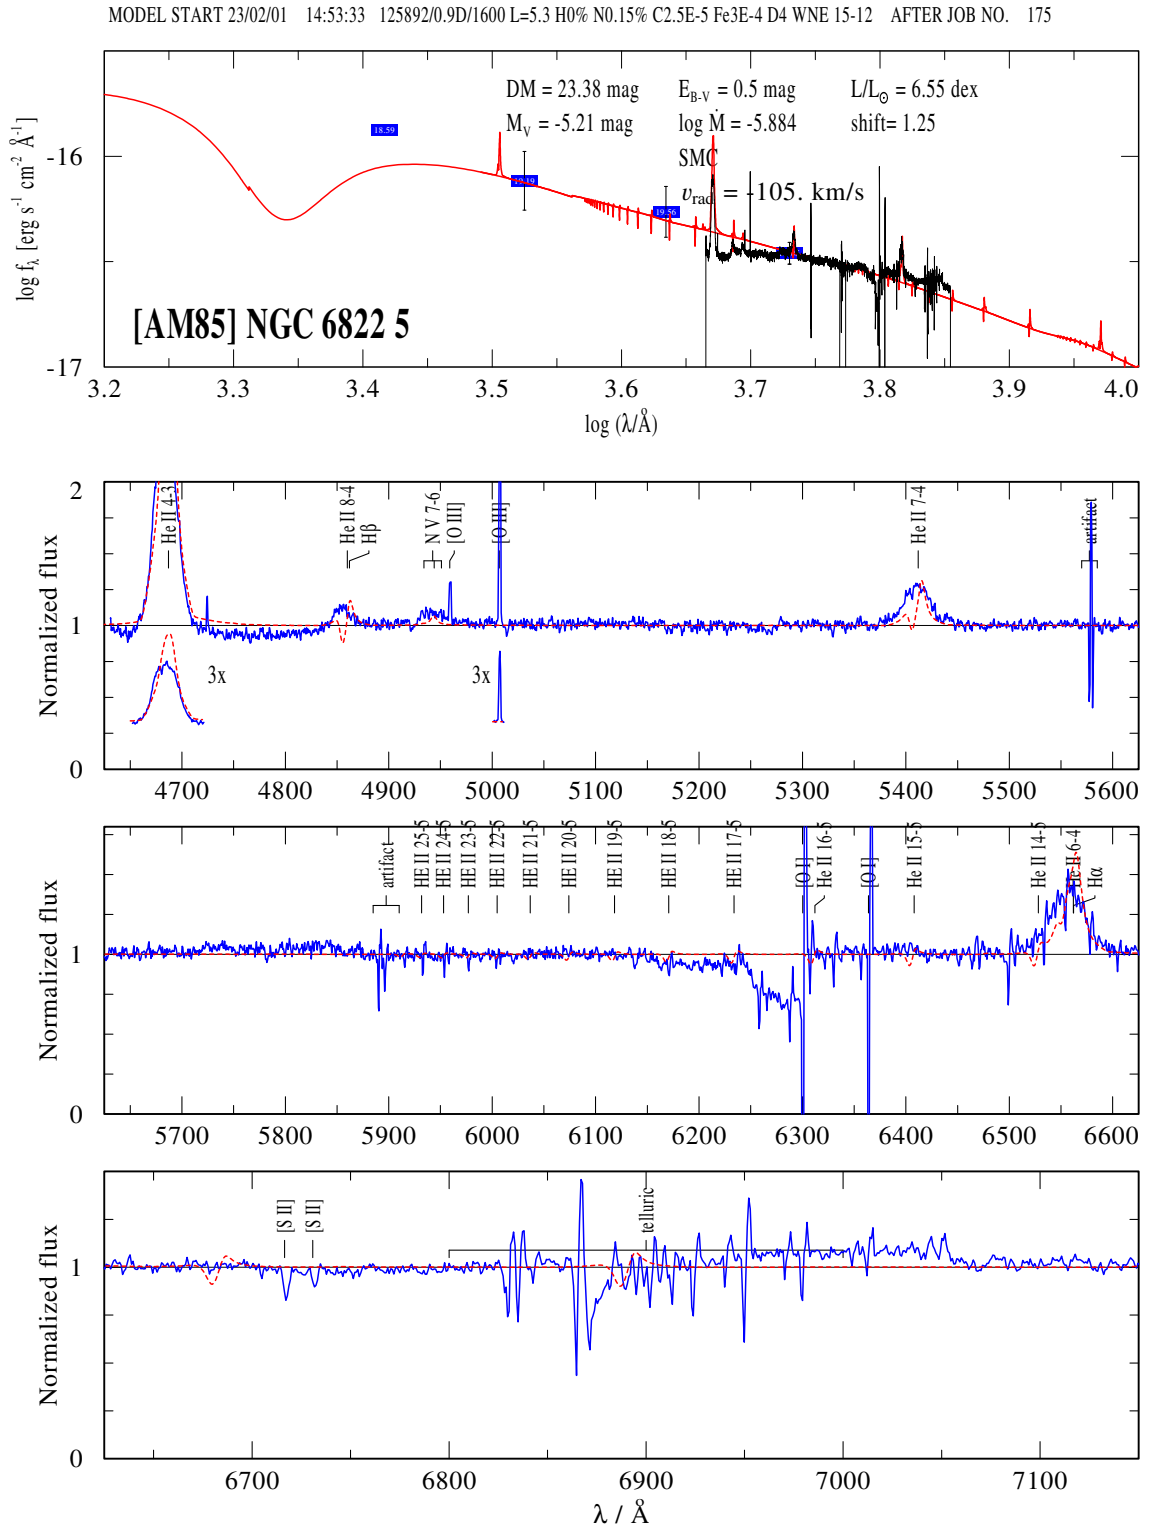 MODEL START 23/02/01 14:53:33 125892/0.9D/1600 L=5.3 H0% N0.15% C2.5E-5 Fe3E-4 D4 WNE 15-12 AFTER JOB NO. 175
DM = 23.38 mag E_B-V = 0.5 mag L/L_⊙ = 6.55 dex
M_V = -5.21 mag log Ṁ = -5.884 shift= 1.25
SMC
v_rad = -105. km/s
18.59
19.56
-16
-17
log f_λ [erg s⁻¹ cm⁻² Å⁻¹]
[AM85] NGC 6822 5
3.2 3.3 3.4 3.5 3.6 3.7 3.8 3.9 4.0
log (λ/Å)
2
1
0
Normalized flux
He II 4-3
He II 8-4
Hβ
N V 7-6
[O III]
[O III]
He II 7-4
artifact
3x
3x
4700 4800 4900 5000 5100 5200 5300 5400 5500 5600
1
0
Normalized flux
artifact
HE II 25-5
HE II 24-5
HE II 23-5
HE II 22-5
HE II 21-5
HE II 20-5
HE II 19-5
HE II 18-5
HE II 17-5
[O I]
He II 16-5
[O I]
He II 15-5
He II 14-5
He II 6-4
Hα
5700 5800 5900 6000 6100 6200 6300 6400 6500 6600
1
0
Normalized flux
[S II]
[S II]
telluric
6700 6800 6900 7000 7100
λ / Å